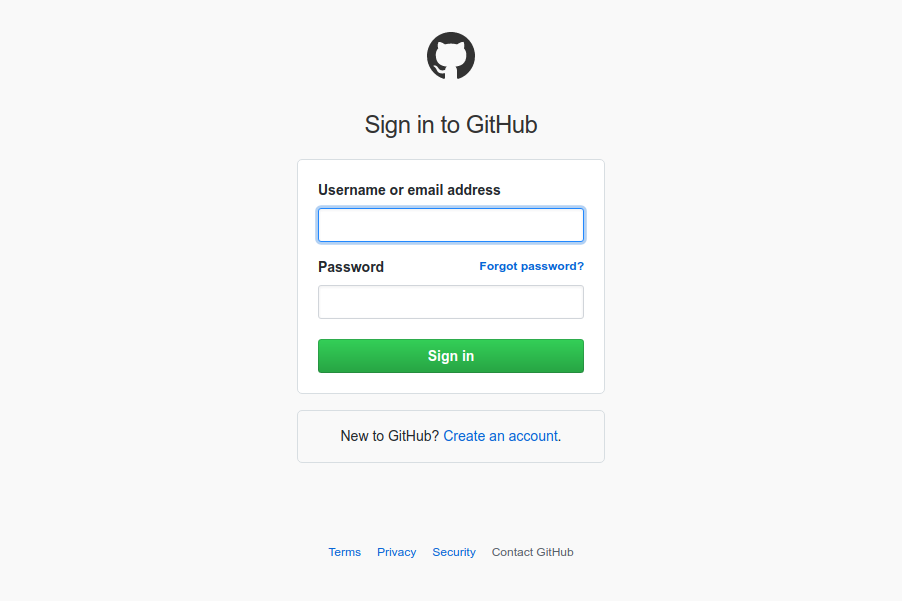 Sign in to GitHub
Username or email address
Password Forgot password?
Sign in
New to GitHub? Create an account.
Terms Privacy Security Contact GitHub